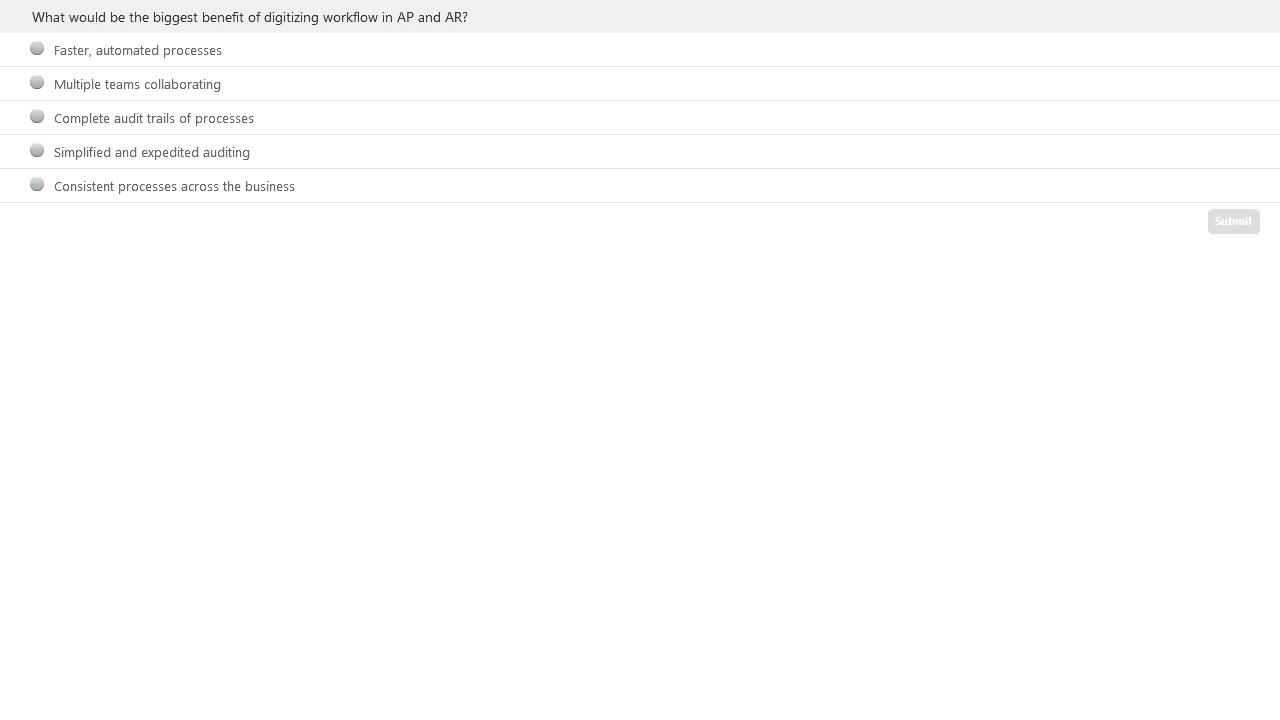 What would be the biggest benefit of digitizing workflow in AP and AR?
Faster, automated processes
Multiple teams collaborating
Complete audit trails of processes
Simplified and expedited auditing
Consistent processes across the business
Submit